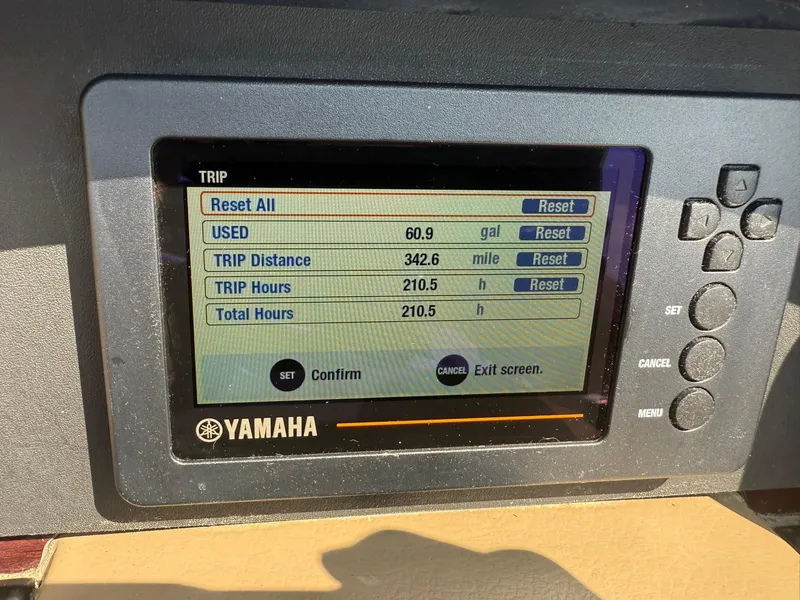 TRIP
Reset All Reset
USED 60.9 gal Reset
TRIP Distance 342.6 mile Reset
TRIP Hours 210.5 h Reset
Total Hours 210.5 h
SET Confirm CANCEL Exit screen.
YAMAHA
SET
CANCEL
MENU